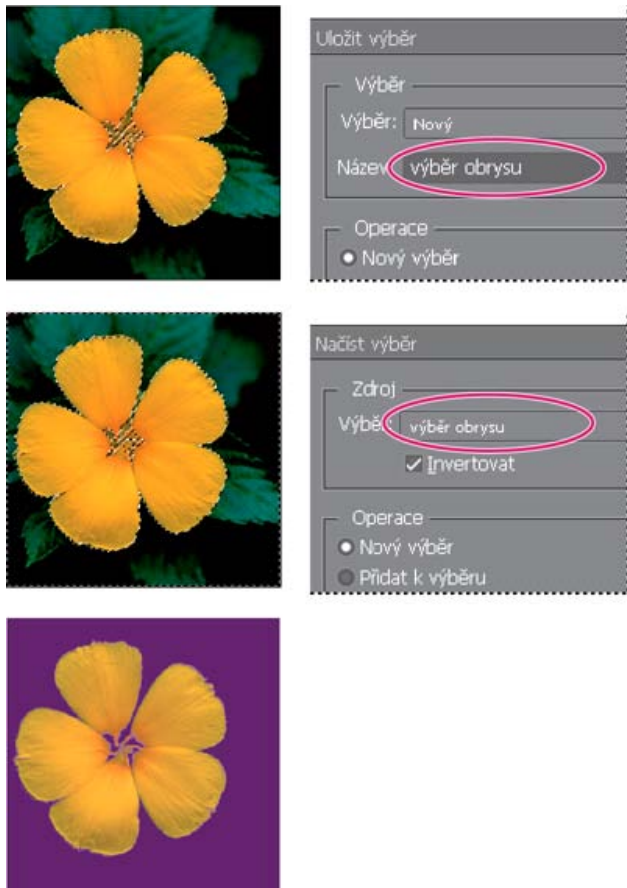 Uložit výběr
Výběr
Výběr: Nový
Název výběr obrysu
Operace
Nový výběr
Načíst výběr
Zdroj
Výběr: výběr obrysu
Invertovat
Operace
Nový výběr
Přidat k výběru